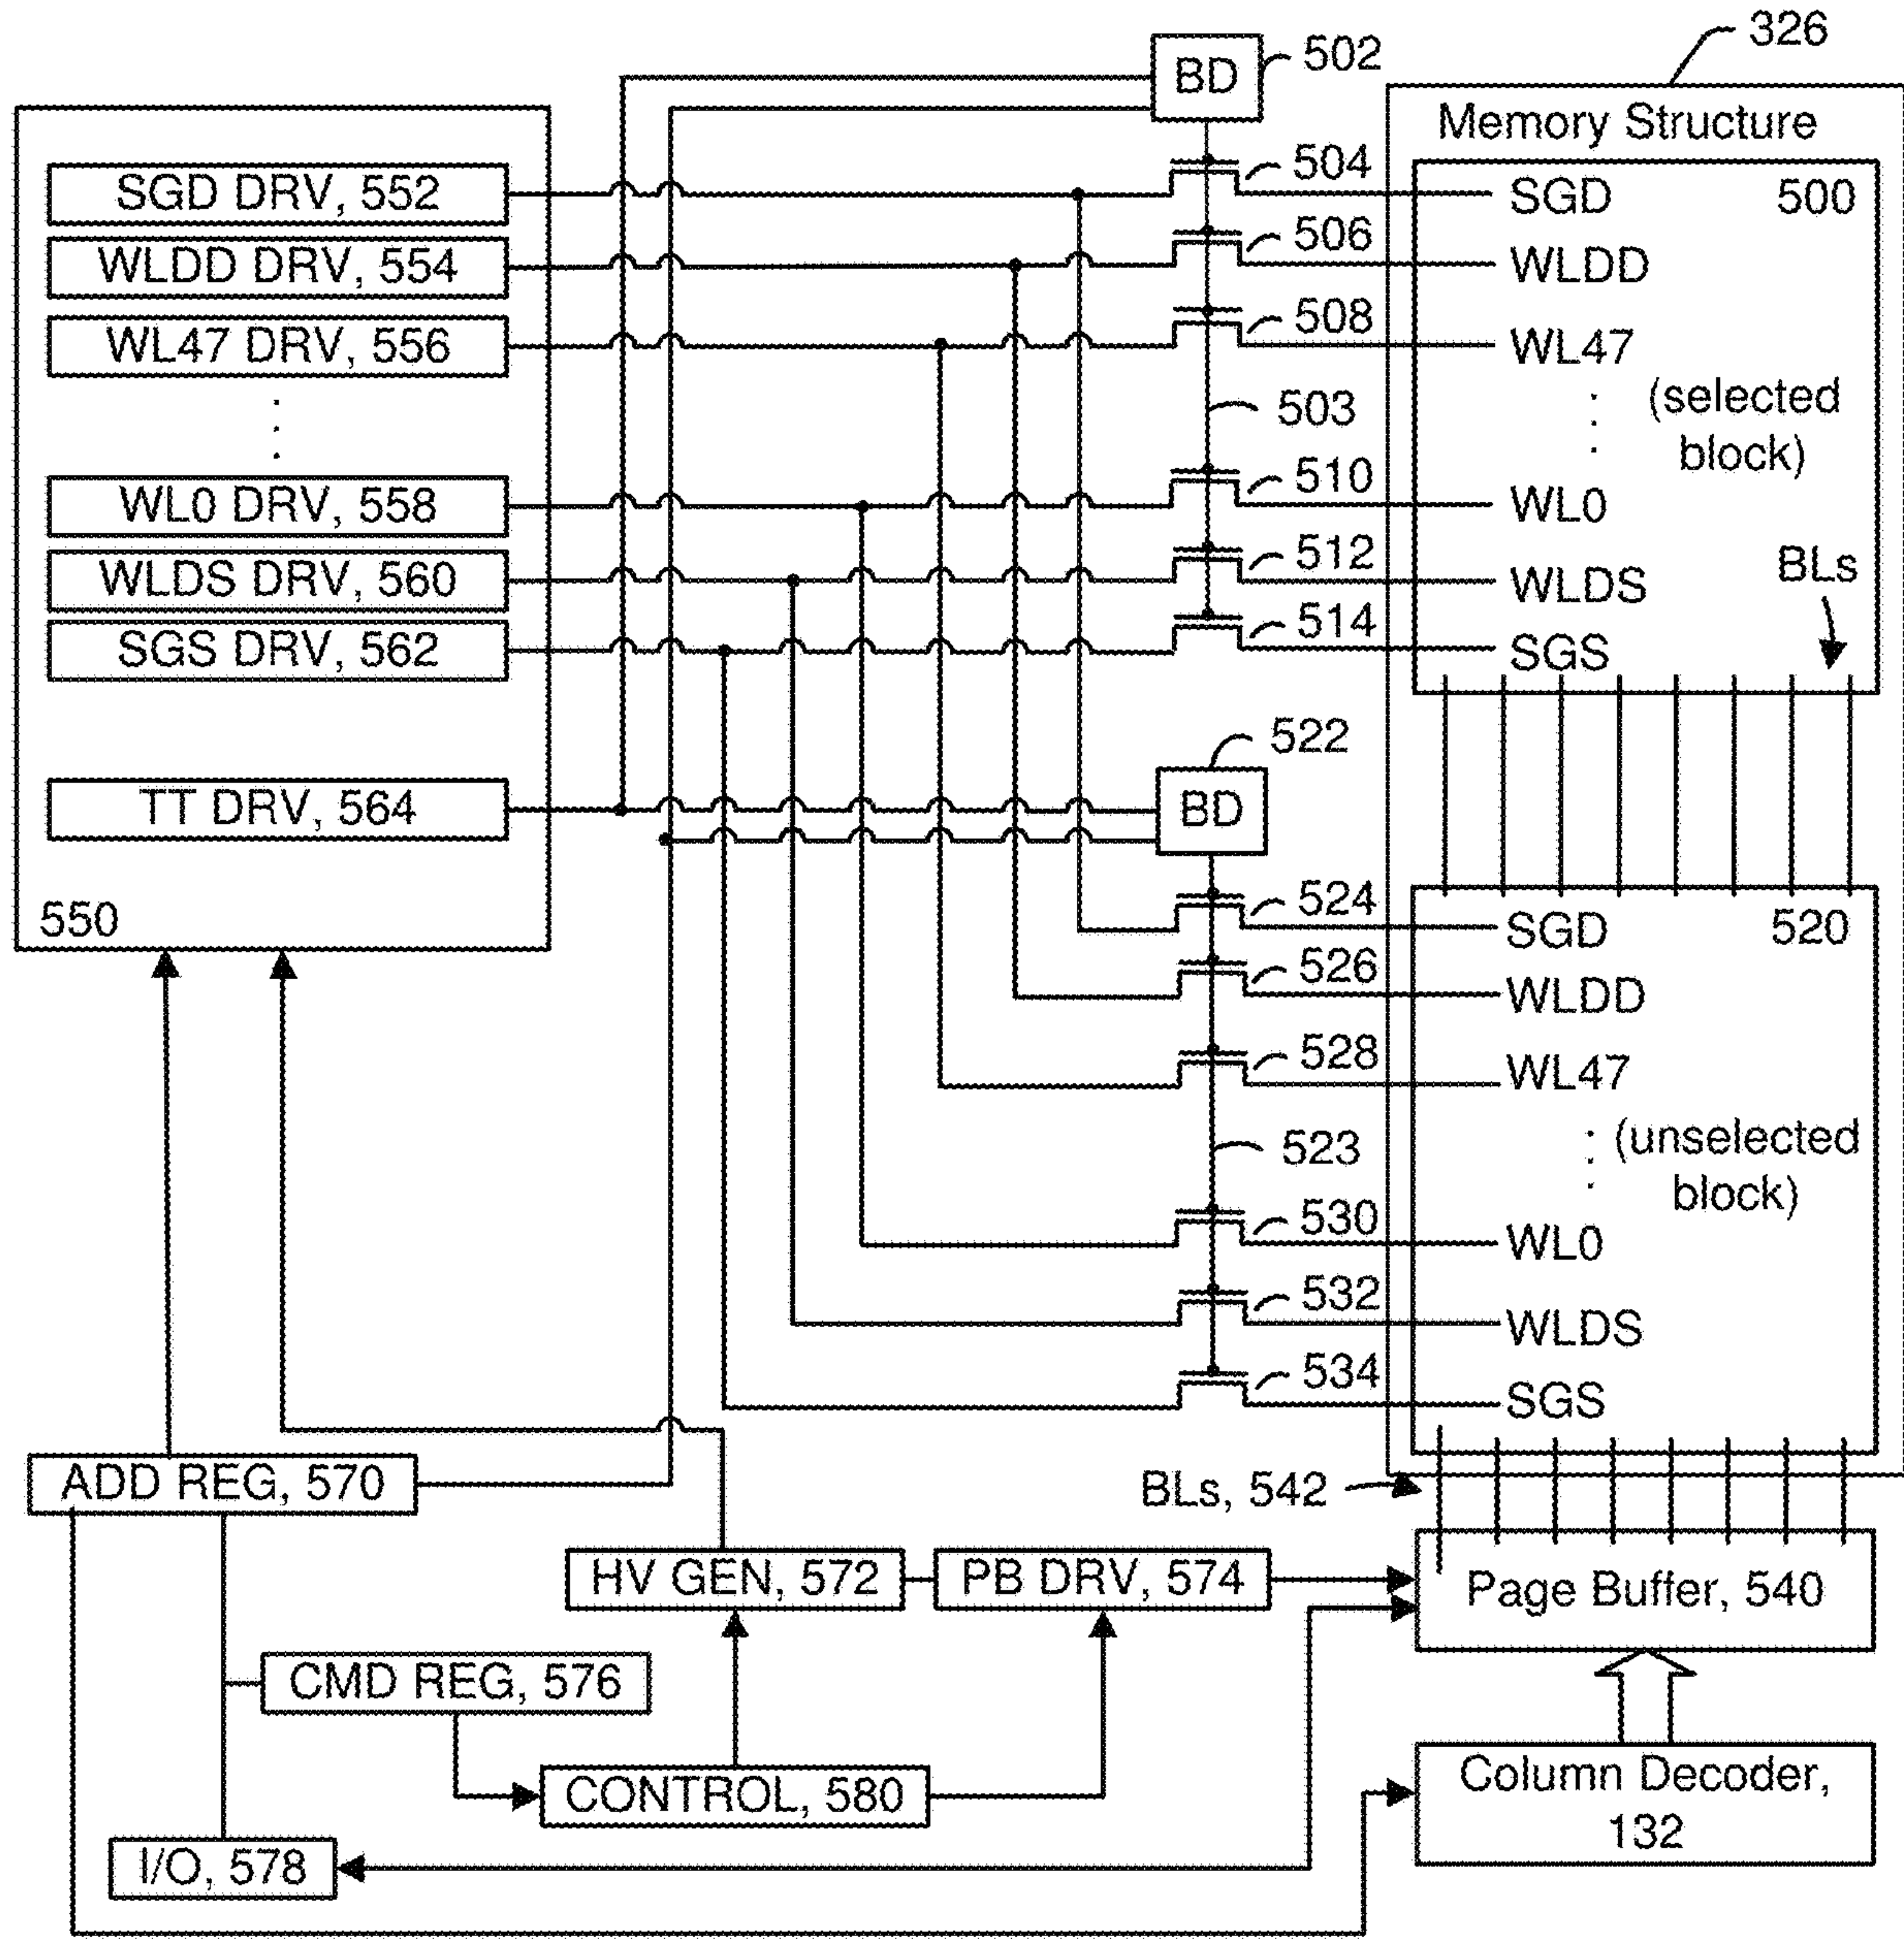 326
BD
502
Memory Structure
SGD DRV, 552
504
SGD
500
WLDD DRV, 554
506
WLDD
WL47 DRV, 556
508
WL47
503
(selected
block)
WL0 DRV, 558
510
WL0
WLDS DRV, 560
512
WLDS
BLs
SGS DRV, 562
514
SGS
522
TT DRV, 564
BD
550
524
SGD
520
526
WLDD
528
WL47
523
(unselected
block)
530
WL0
532
WLDS
534
SGS
ADD REG, 570
BLs, 542
HV GEN, 572
PB DRV, 574
Page Buffer, 540
CMD REG, 576
CONTROL, 580
Column Decoder,
132
I/O, 578